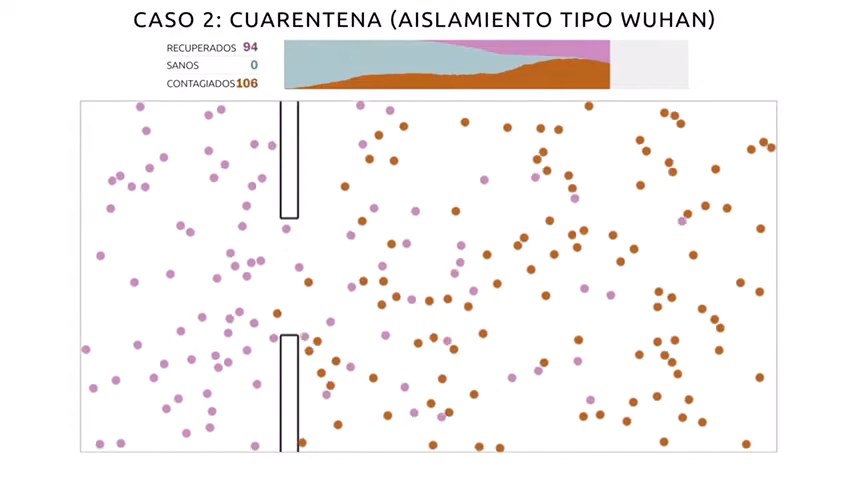 CASO 2: CUARENTENA (AISLAMIENTO TIPO WUHAN)
RECUPERADOS 94
SANOS 0
CONTAGIADOS 106